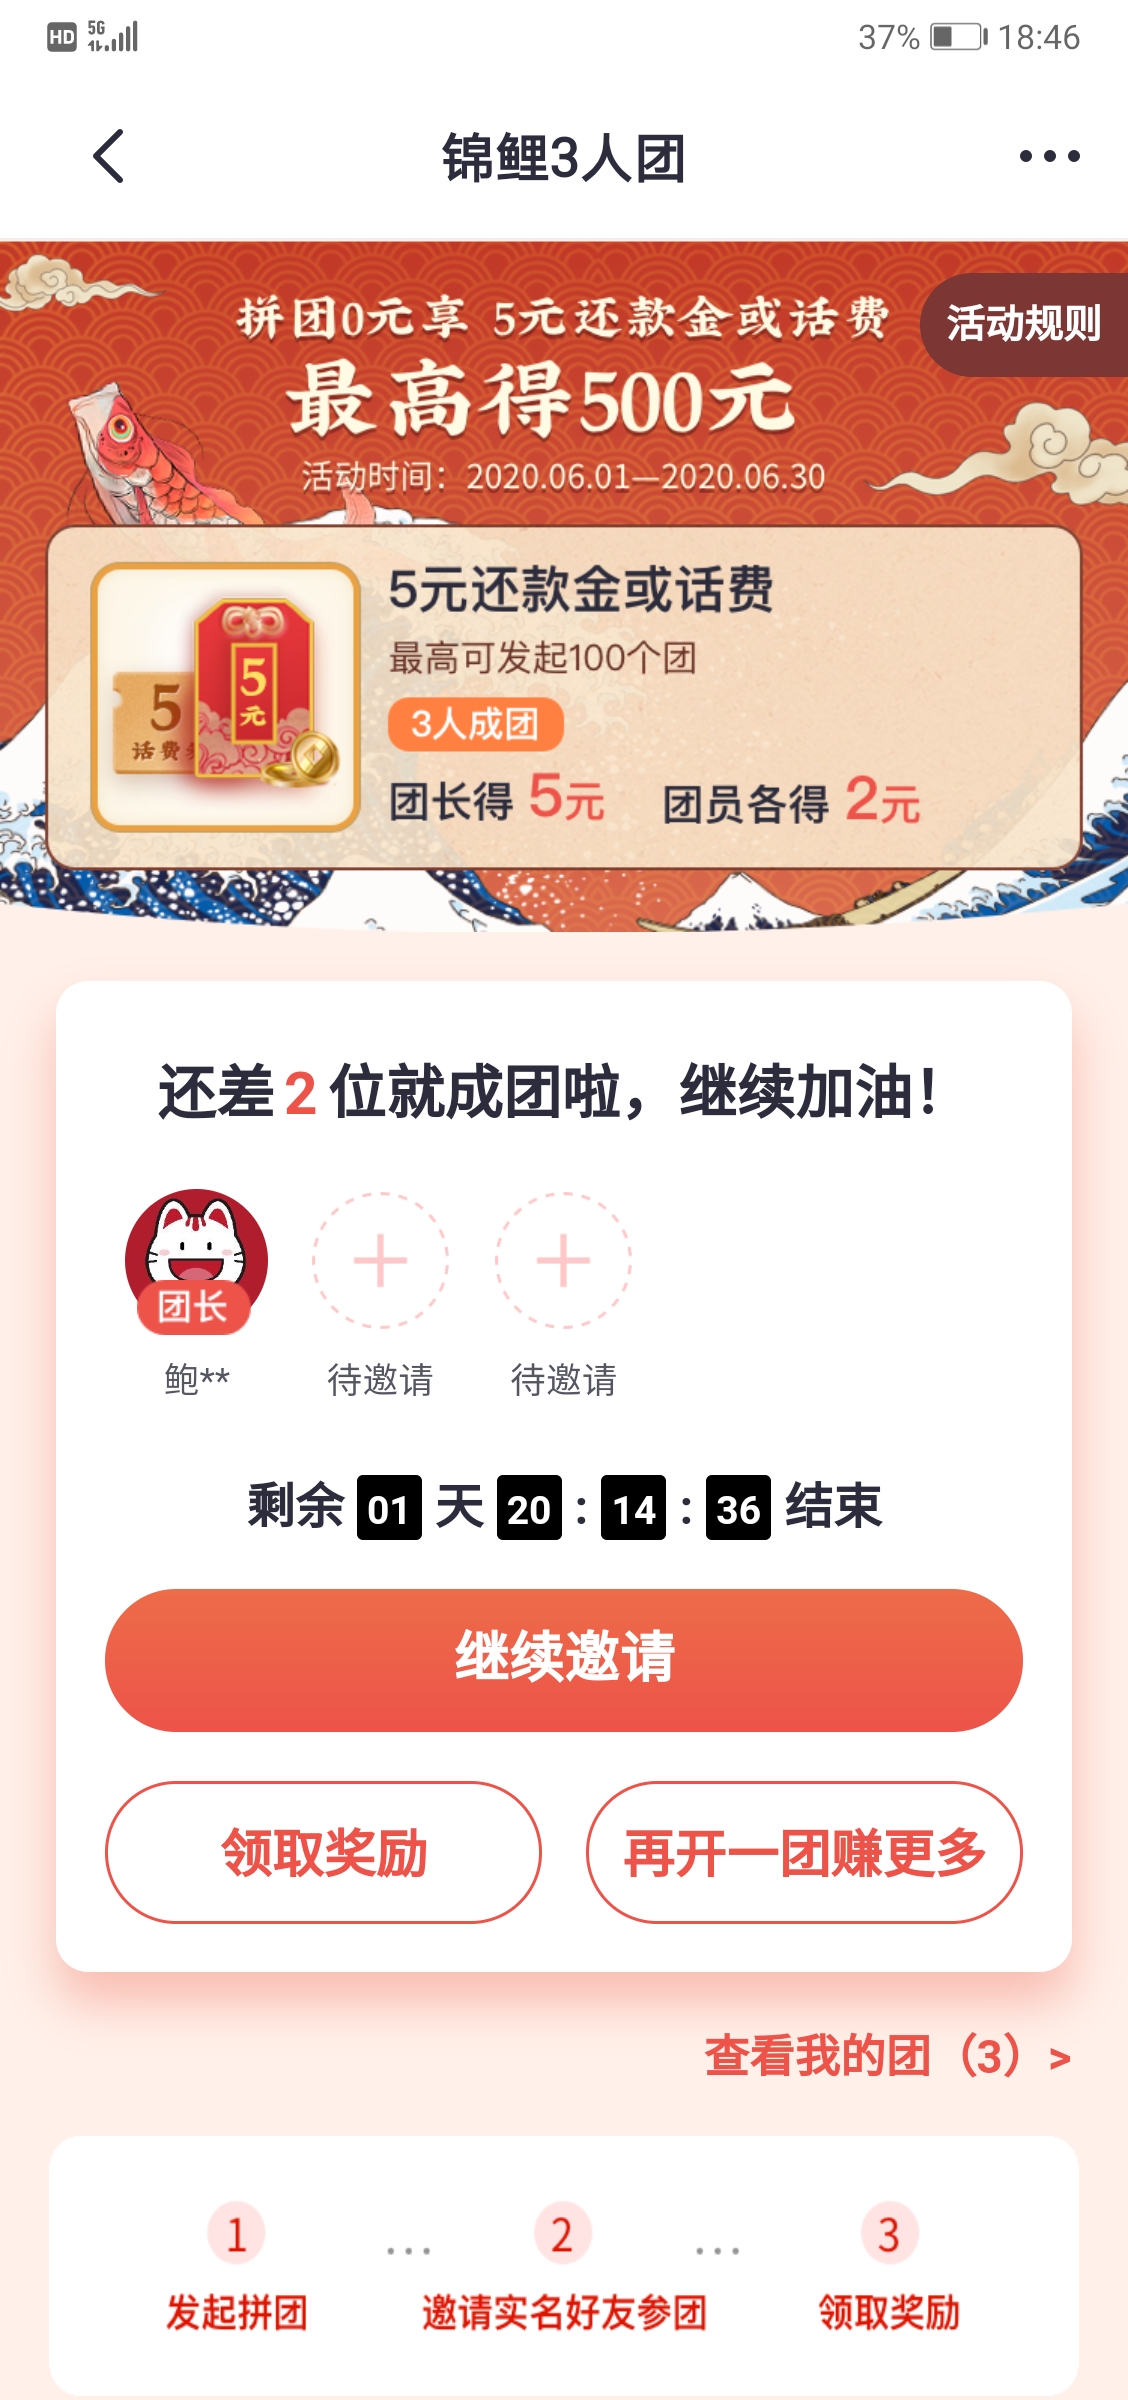 HD 5G 37% 18:46
锦鲤3人团
拼团0元享 5元还款金或话费
活动规则
最高得500元
活动时间：2020.06.01—2020.06.30
5元还款金或话费
最高可发起100个团
3人成团
团长得 5元 团员各得 2元
5
话费
5
元
还差2位就成团啦，继续加油！
团长
鲍** 待邀请 待邀请
剩余 01 天 20 : 14 : 36 结束
继续邀请
领取奖励 再开一团赚更多
查看我的团（3）>
1 ... 2 ... 3
发起拼团 邀请实名好友参团 领取奖励